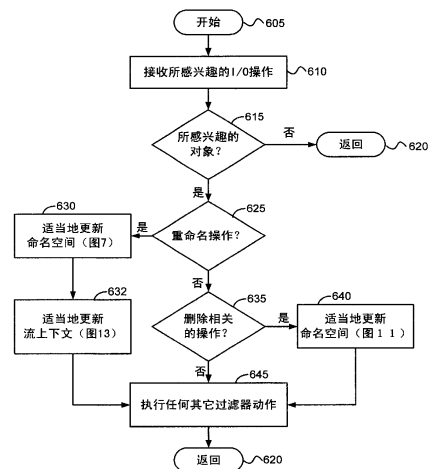 开始
605
接收所感兴趣的I/O操作
610
615
所感兴趣的
对象？
否
返回
620
是
630
625
适当地更新
命名空间（图7）
是
重命名操作？
632
否
635
640
适当地更新
流上下文（图13）
删除相关
的操作？
是
适当地更新
命名空间（图１１）
否
645
执行任何其它过滤器动作
返回
620